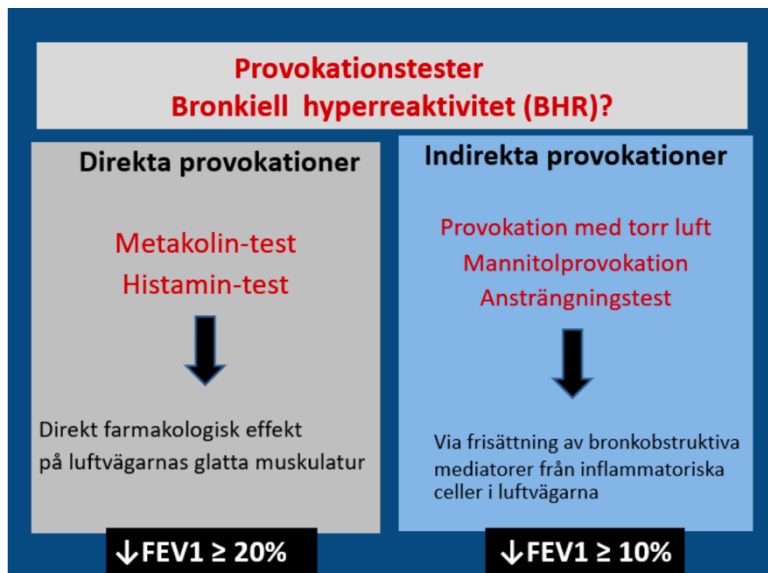 Provokationstester
Bronkiell hyperreaktivitet (BHR)?
Direkta provokationer
Metakolin-test
Histamin-test
Direkt farmakologisk effekt
på luftvägarnas glatta muskulatur
↓FEV1 ≥ 20%
Indirekta provokationer
Provokation med torr luft
Mannitolprovokation
Ansträngningstest
Via frisättning av bronkobstruktiva
mediatorer från inflammatoriska
celler i luftvägarna
↓FEV1 ≥ 10%